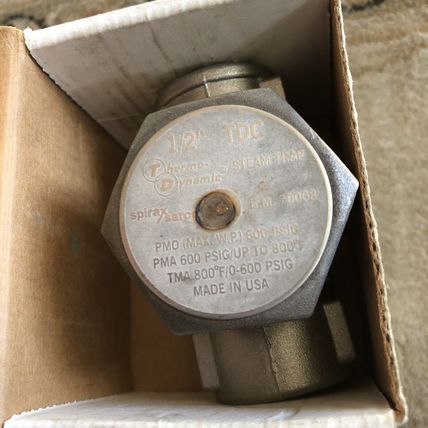 1/2" TDC
Thermo-Dynamic STEAM TRAP
spirax/sarco
PMO (MAX. W.P.) 600 PSIG
PMA 600 PSIG/UP TO 800°F
TMA 800°F/0-600 PSIG
MADE IN USA